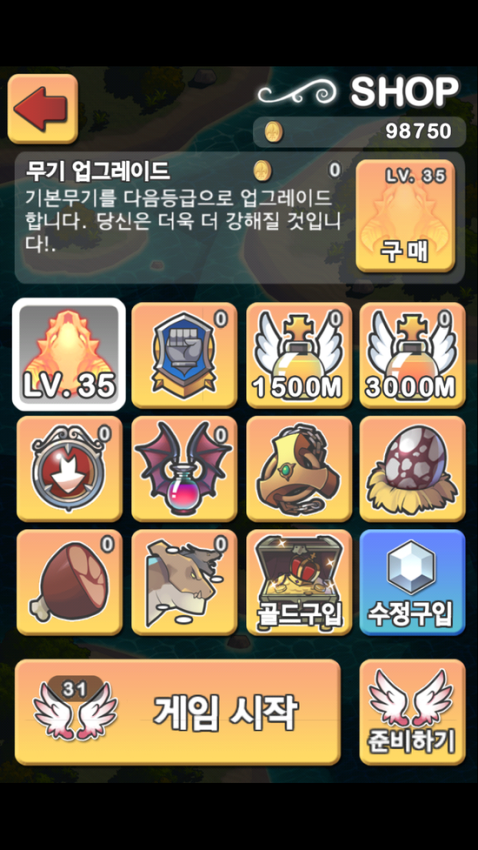 SHOP
98750
무기 업그레이드 0
기본무기를 다음등급으로 업그레이드
합니다. 당신은 더욱 더 강해질 것입니
다!.
LV. 35
구매
LV. 35
0
0
1500M
0
3000M
0
0
0
0
골드구입
수정구입
31
게임 시작
준비하기